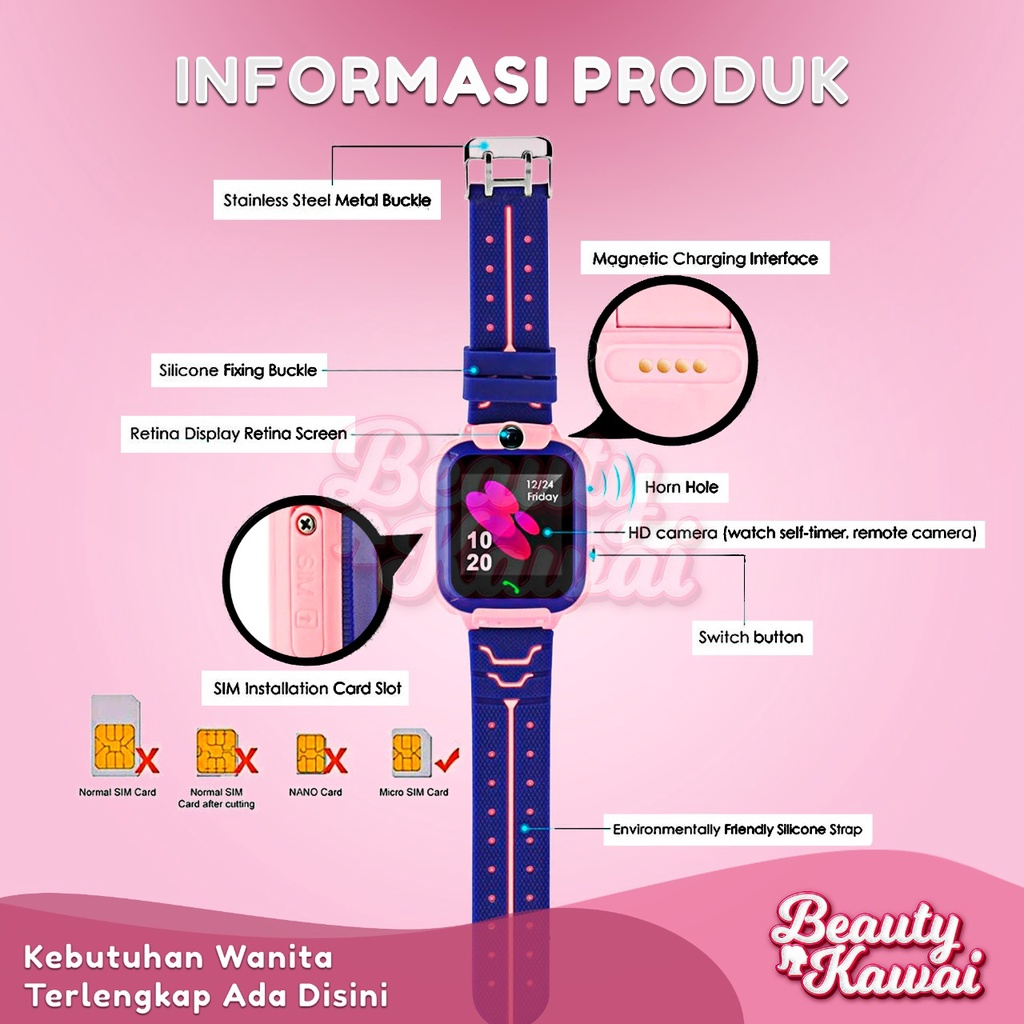 INFORMASI PRODUK
Stainless Steel Metal Buckle
Magnetic Charging Interface
Silicone Fixing Buckle
Retina Display Retina Screen
Beauty
Kawai
12/24
Friday
10
20
Horn Hole
HD camera (watch self-timer, remote camera)
SIM
Switch button
SIM Installation Card Slot
Normal SIM Card
Normal SIM
Card after cutting
NANO Card
Micro SIM Card
Environmentally Friendly Silicone Strap
Kebutuhan Wanita
Terlengkap Ada Disini
Beauty
Kawai